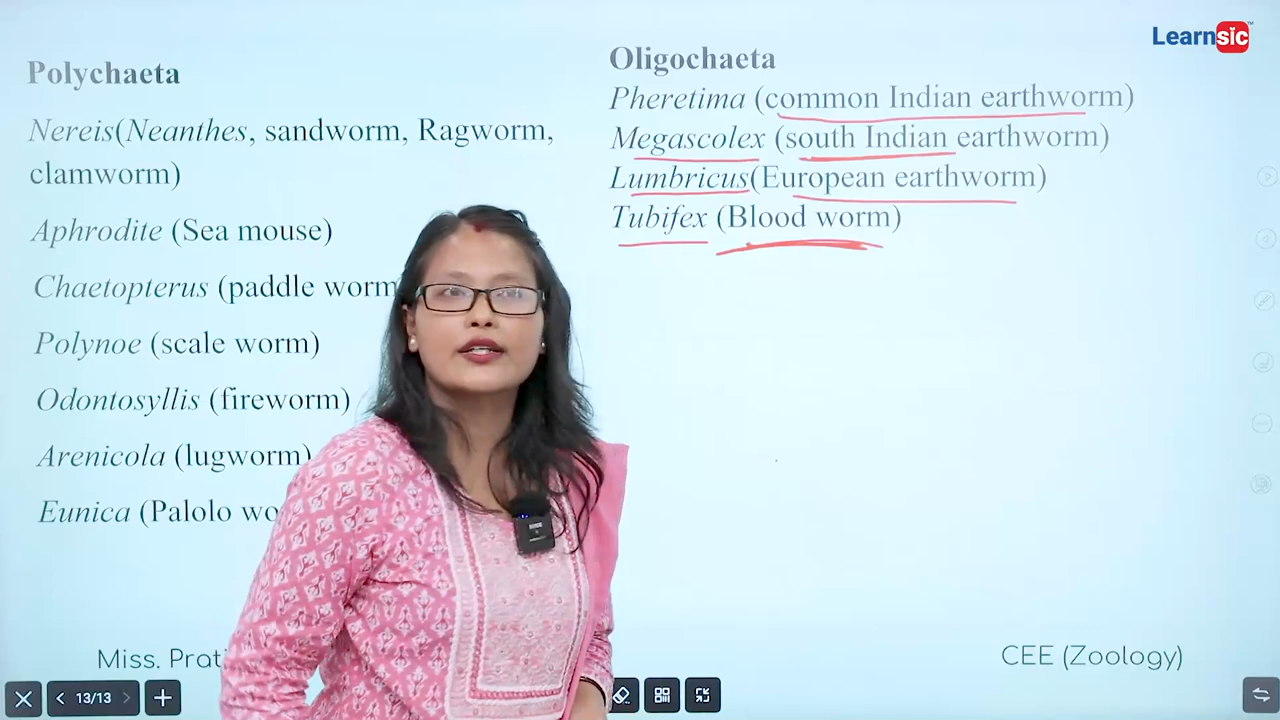 Learnsic
Polychaeta
Nereis(Neanthes, sandworm, Ragworm,
clamworm)
Aphrodite (Sea mouse)
Chaetopterus (paddle worm
Polynoe (scale worm)
Odontosyllis (fireworm)
Arenicola (lugworm)
Eunica (Palolo wo
Oligochaeta
Pheretima (common Indian earthworm)
Megascolex (south Indian earthworm)
Lumbricus(European earthworm)
Tubifex (Blood worm)
Miss. Prati
CEE (Zoology)
13/13